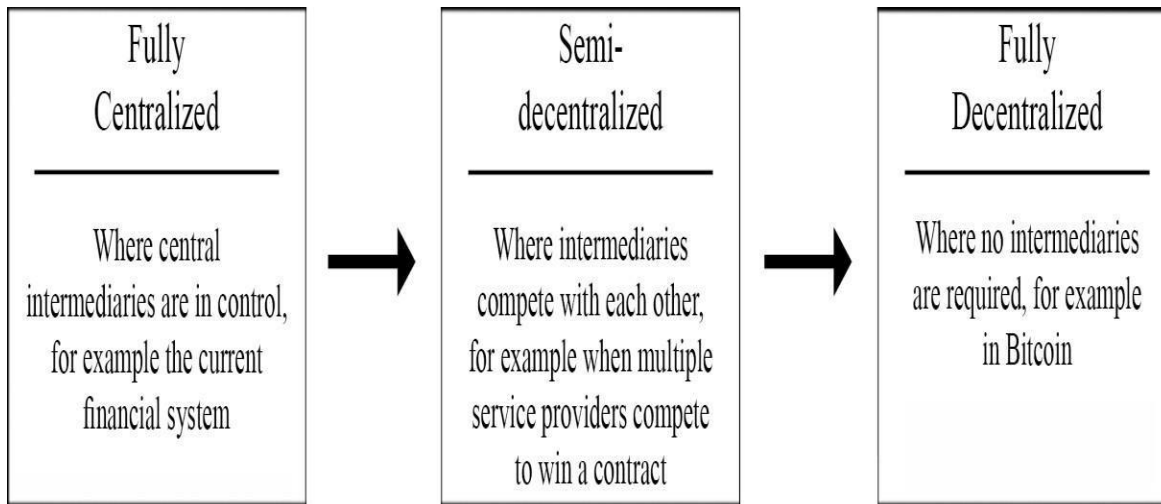 Fully
Centralized
Where central
intermediaries are in control,
for example the current
financial system
Semi-
decentralized
Where intermediaries
compete with each other,
for example when multiple
service providers compete
to win a contract
Fully
Decentralized
Where no intermediaries
are required, for example
in Bitcoin